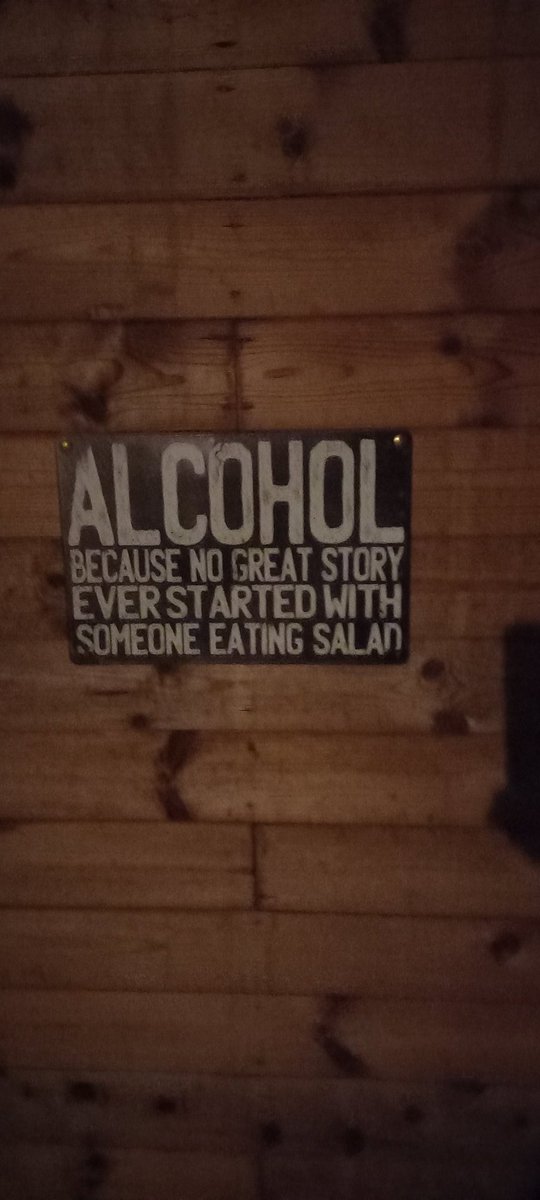 ALCOHOL
BECAUSE NO GREAT STORY
EVER STARTED WITH
SOMEONE EATING SALAD